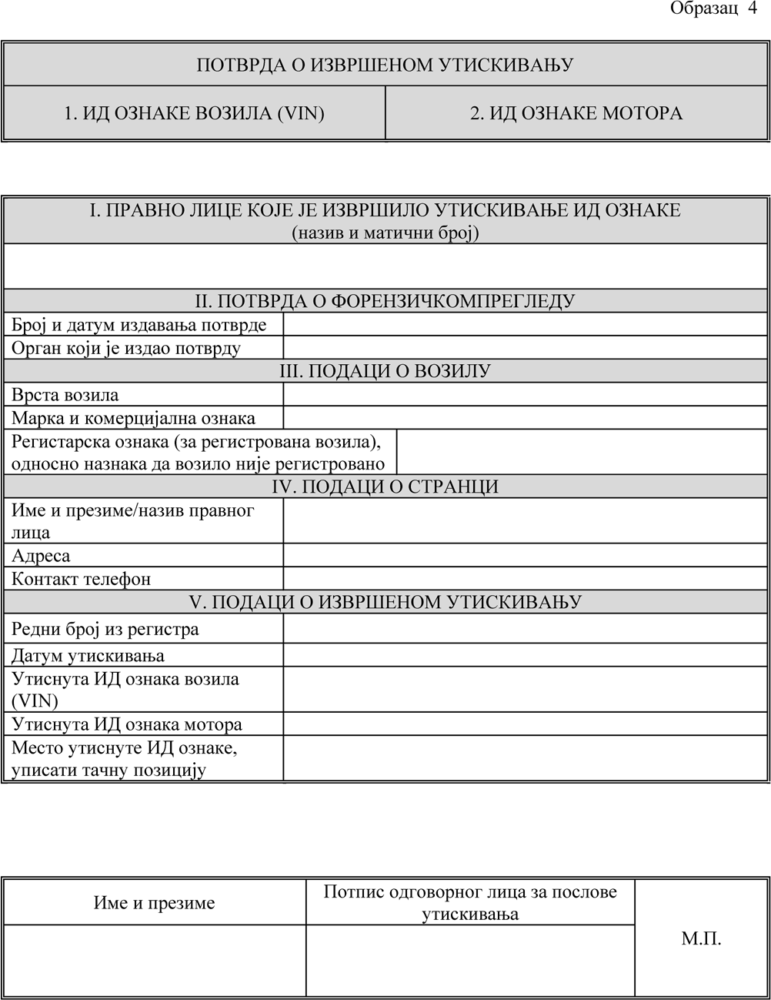 Образац  4
ПОТВРДА О ИЗВРШЕНОМ УТИСКИВАЊУ
1. ИД ОЗНАКЕ ВОЗИЛА (VIN)
2. ИД ОЗНАКЕ МОТОРА
I. ПРАВНО ЛИЦЕ КОЈЕ ЈЕ ИЗВРШИЛО УТИСКИВАЊЕ ИД ОЗНАКЕ
(назив и матични број)
II. ПОТВРДА О ФОРЕНЗИЧКОМПРЕГЛЕДУ
Број и датум издавања потврде
Орган који је издао потврду
III. ПОДАЦИ О ВОЗИЛУ
Врста возила
Марка и комерцијална ознака
Регистарска ознака (за регистрована возила),
односно назнака да возило није регистровано
IV. ПОДАЦИ О СТРАНЦИ
Име и презиме/назив правног
лица
Адреса
Контакт телефон
V. ПОДАЦИ О ИЗВРШЕНОМ УТИСКИВАЊУ
Редни број из регистра
Датум утискивања
Утиснута ИД ознака возила
(VIN)
Утиснута ИД ознака мотора
Место утиснуте ИД ознаке,
уписати тачну позицију
Име и презиме
Потпис одговорног лица за послове
утискивања
М.П.